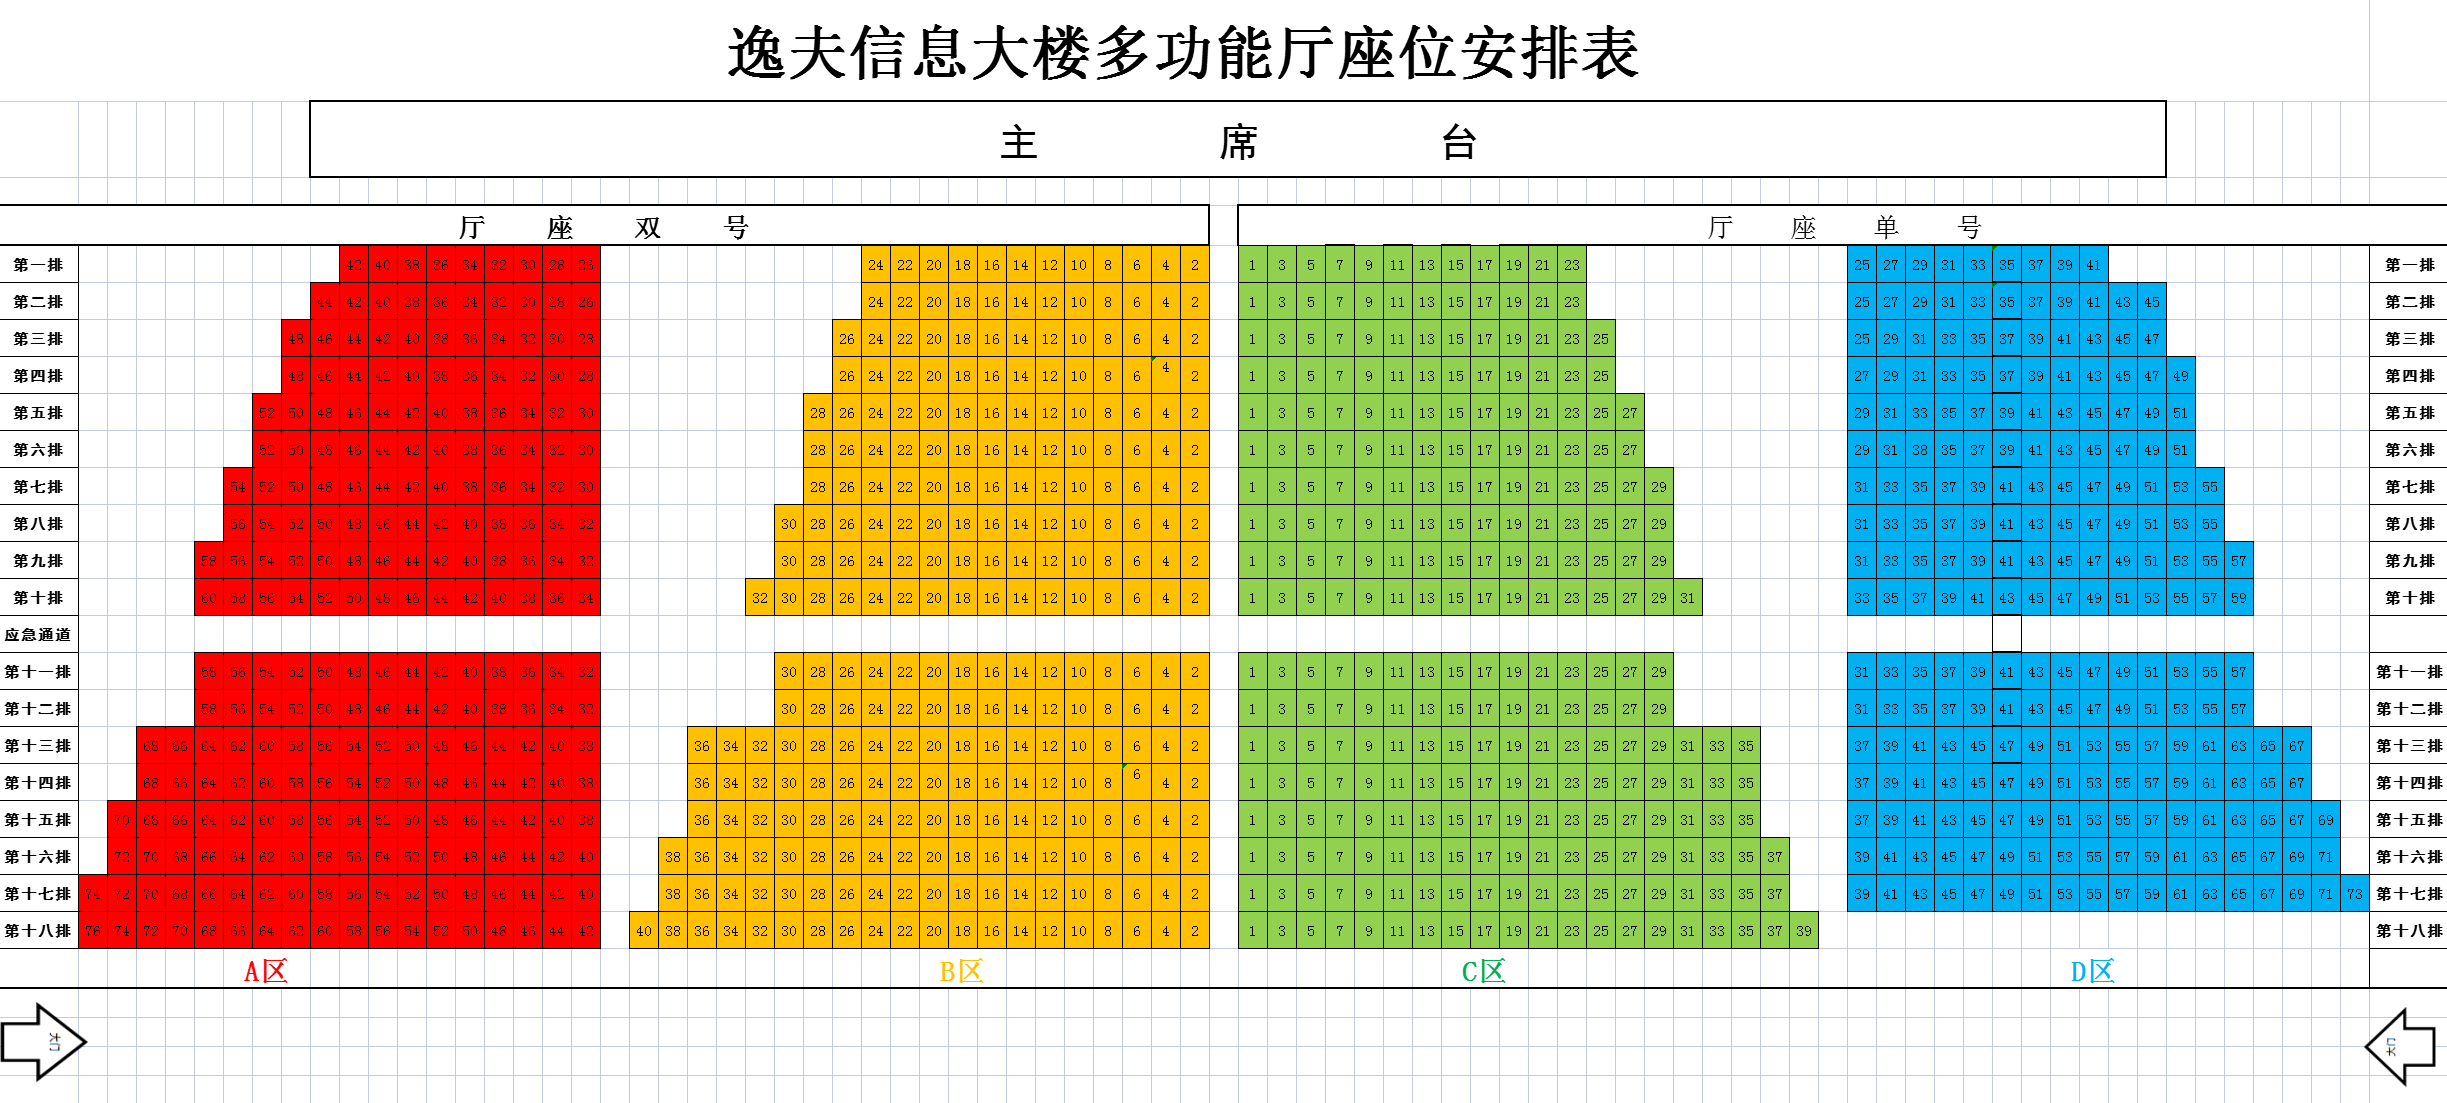 逸夫信息大楼多功能厅座位安排表
主 席 台
厅 座 双 号 厅 座 单 号
第一排 42 40 38 36 34 32 30 28 26 24 22 20 18 16 14 12 10 8 6 4 2 1 3 5 7 9 11 13 15 17 19 21 23 25 27 29 31 33 35 37 39 41 第一排
第二排 44 42 40 38 36 34 32 30 28 26 24 22 20 18 16 14 12 10 8 6 4 2 1 3 5 7 9 11 13 15 17 19 21 23 25 27 29 31 33 35 37 39 41 43 45 第二排
第三排 48 46 44 42 40 38 36 34 32 30 28 26 24 22 20 18 16 14 12 10 8 6 4 2 1 3 5 7 9 11 13 15 17 19 21 23 25 25 29 31 33 35 37 39 41 43 45 47 第三排
第四排 48 46 44 42 40 38 36 34 32 30 28 26 24 22 20 18 16 14 12 10 8 6 4 2 1 3 5 7 9 11 13 15 17 19 21 23 25 27 29 31 33 35 37 39 41 43 45 47 49 第四排
第五排 52 50 48 46 44 42 40 38 36 34 32 30 28 26 24 22 20 18 16 14 12 10 8 6 4 2 1 3 5 7 9 11 13 15 17 19 21 23 25 27 29 31 33 35 37 39 41 43 45 47 49 51 第五排
第六排 52 50 48 46 44 42 40 38 36 34 32 30 28 26 24 22 20 18 16 14 12 10 8 6 4 2 1 3 5 7 9 11 13 15 17 19 21 23 25 27 29 31 38 35 37 39 41 43 45 47 49 51 第六排
第七排 54 52 50 48 46 44 42 40 38 36 34 32 30 28 26 24 22 20 18 16 14 12 10 8 6 4 2 1 3 5 7 9 11 13 15 17 19 21 23 25 27 29 31 33 35 37 39 41 43 45 47 49 51 53 55 第七排
第八排 56 54 52 50 48 46 44 42 40 38 36 34 32 30 28 26 24 22 20 18 16 14 12 10 8 6 4 2 1 3 5 7 9 11 13 15 17 19 21 23 25 27 29 31 33 35 37 39 41 43 45 47 49 51 53 55 第八排
第九排 58 56 54 52 50 48 46 44 42 40 38 36 34 32 30 28 26 24 22 20 18 16 14 12 10 8 6 4 2 1 3 5 7 9 11 13 15 17 19 21 23 25 27 29 31 33 35 37 39 41 43 45 47 49 51 53 55 57 第九排
第十排 60 58 56 54 52 50 48 46 44 42 40 38 36 34 32 30 28 26 24 22 20 18 16 14 12 10 8 6 4 2 1 3 5 7 9 11 13 15 17 19 21 23 25 27 29 31 33 35 37 39 41 43 45 47 49 51 53 55 57 59 第十排
应急通道
第十一排 58 56 54 52 50 48 46 44 42 40 38 36 34 32 30 28 26 24 22 20 18 16 14 12 10 8 6 4 2 1 3 5 7 9 11 13 15 17 19 21 23 25 27 29 31 33 35 37 39 41 43 45 47 49 51 53 55 57 第十一排
第十二排 58 56 54 52 50 48 46 44 42 40 38 36 34 32 30 28 26 24 22 20 18 16 14 12 10 8 6 4 2 1 3 5 7 9 11 13 15 17 19 21 23 25 27 29 31 33 35 37 39 41 43 45 47 49 51 53 55 57 第十二排
第十三排 68 66 64 62 60 58 56 54 52 50 48 46 44 42 40 38 36 34 32 30 28 26 24 22 20 18 16 14 12 10 8 6 4 2 1 3 5 7 9 11 13 15 17 19 21 23 25 27 29 31 33 35 37 39 41 43 45 47 49 51 53 55 57 59 61 63 65 67 第十三排
第十四排 68 66 64 62 60 58 56 54 52 50 48 46 44 42 40 38 36 34 32 30 28 26 24 22 20 18 16 14 12 10 8 6 4 2 1 3 5 7 9 11 13 15 17 19 21 23 25 27 29 31 33 35 37 39 41 43 45 47 49 51 53 55 57 59 61 63 65 67 第十四排
第十五排 70 68 66 64 62 60 58 56 54 52 50 48 46 44 42 40 38 36 34 32 30 28 26 24 22 20 18 16 14 12 10 8 6 4 2 1 3 5 7 9 11 13 15 17 19 21 23 25 27 29 31 33 35 37 39 41 43 45 47 49 51 53 55 57 59 61 63 65 67 69 第十五排
第十六排 72 70 68 66 64 62 60 58 56 54 52 50 48 46 44 42 40 38 36 34 32 30 28 26 24 22 20 18 16 14 12 10 8 6 4 2 1 3 5 7 9 11 13 15 17 19 21 23 25 27 29 31 33 35 37 39 41 43 45 47 49 51 53 55 57 59 61 63 65 67 69 71 第十六排
第十七排 74 72 70 68 66 64 62 60 58 56 54 52 50 48 46 44 42 40 38 36 34 32 30 28 26 24 22 20 18 16 14 12 10 8 6 4 2 1 3 5 7 9 11 13 15 17 19 21 23 25 27 29 31 33 35 37 39 41 43 45 47 49 51 53 55 57 59 61 63 65 67 69 71 73 第十七排
第十八排 76 74 72 70 68 66 64 62 60 58 56 54 52 50 48 46 44 42 40 38 36 34 32 30 28 26 24 22 20 18 16 14 12 10 8 6 4 2 1 3 5 7 9 11 13 15 17 19 21 23 25 27 29 31 33 35 37 39 第十八排
A区 B区 C区 D区
大门 大门